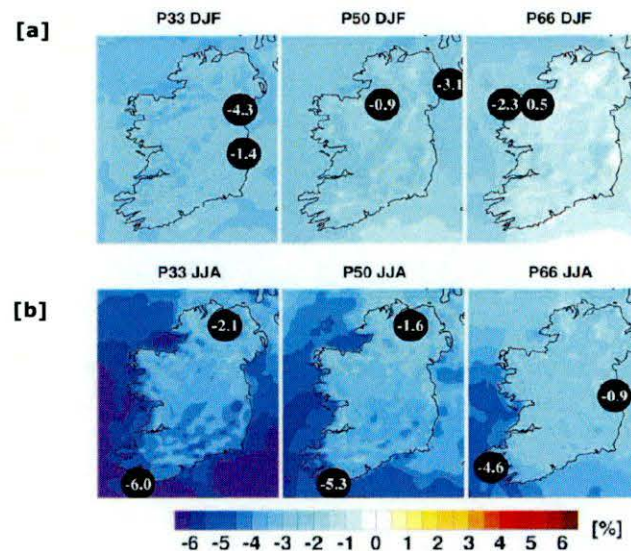 [a]
P33 DJF P50 DJF P66 DJF
-4.3 -1.4 -0.9 -3.1 -2.3 0.5
[b]
P33 JJA P50 JJA P66 JJA
-2.1 -6.0 -1.6 -5.3 -0.9 -4.6
-6 -5 -4 -3 -2 -1 0 1 2 3 4 5 6 [%]